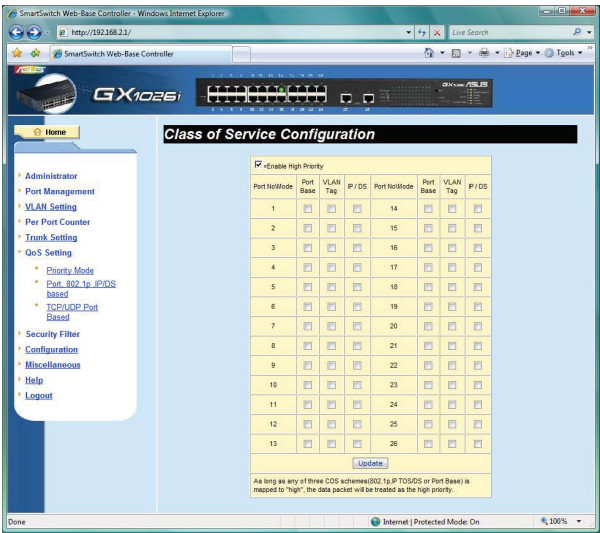 SmartSwitch Web-Base Controller - Windows Internet Explorer
http://192.168.2.1/
Live Search
SmartSwitch Web-Base Controller
Page
Tools
GX1026i
ASUS
Home
Class of Service Configuration
Administrator
Port Management
VLAN Setting
Per Port Counter
Trunk Setting
QoS Setting
Priority Mode
Port, 802.1p ,IP/DS based
TCP/UDP Port Based
Security Filter
Configuration
Miscellaneous
Help
Logout
=Enable High Priority
Port No\Mode Port Base VLAN Tag IP / DS Port No\Mode Port Base VLAN Tag IP / DS
1 14
2 15
3 16
4 17
5 18
6 19
7 20
8 21
9 22
10 23
11 24
12 25
13 26
Update
As long as any of three COS schemes(802.1p,IP TOS/DS or Port Base) is
mapped to "high", the data packet will be treated as the high priority.
Done
Internet | Protected Mode: On
100%